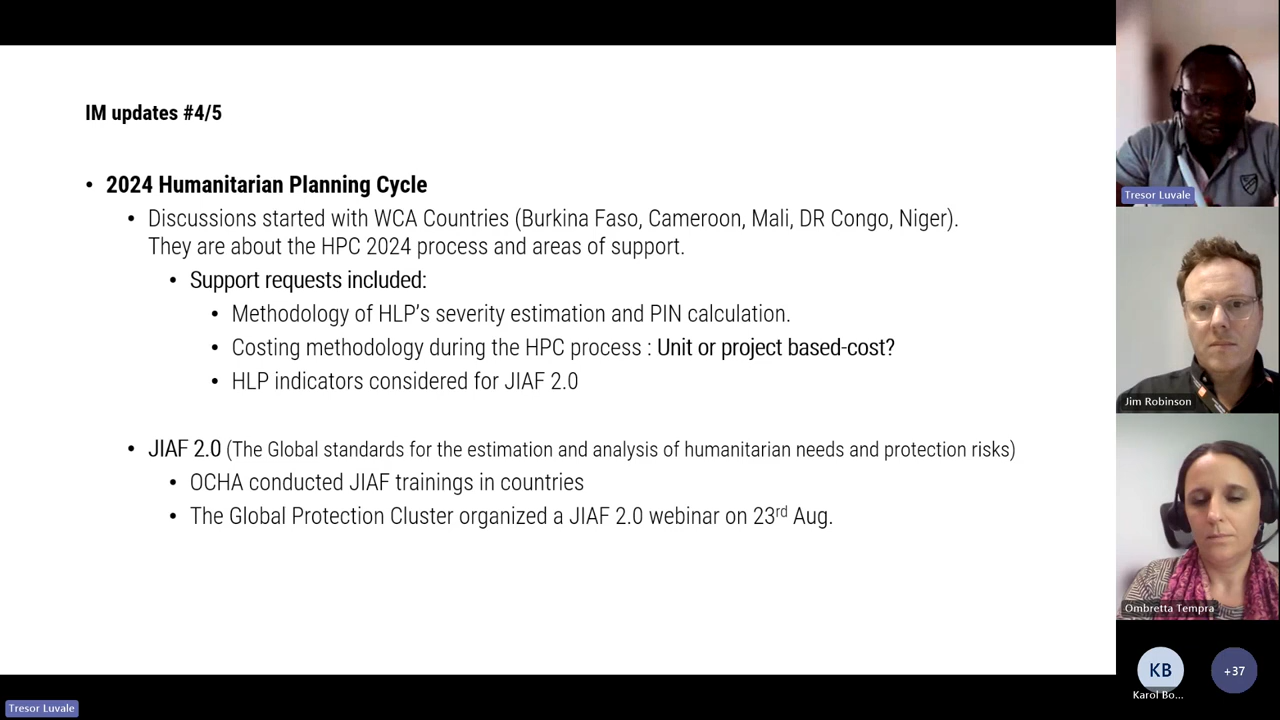 IM updates #4/5
• 2024 Humanitarian Planning Cycle
• Discussions started with WCA Countries (Burkina Faso, Cameroon, Mali, DR Congo, Niger).
They are about the HPC 2024 process and areas of support.
• Support requests included:
• Methodology of HLP’s severity estimation and PIN calculation.
• Costing methodology during the HPC process : Unit or project based-cost?
• HLP indicators considered for JIAF 2.0
• JIAF 2.0 (The Global standards for the estimation and analysis of humanitarian needs and protection risks)
• OCHA conducted JIAF trainings in countries
• The Global Protection Cluster organized a JIAF 2.0 webinar on 23rd Aug.
Tresor Luvale
Jim Robinson
Ombretta Tempra
KB
Karol Bo...
+37
Tresor Luvale